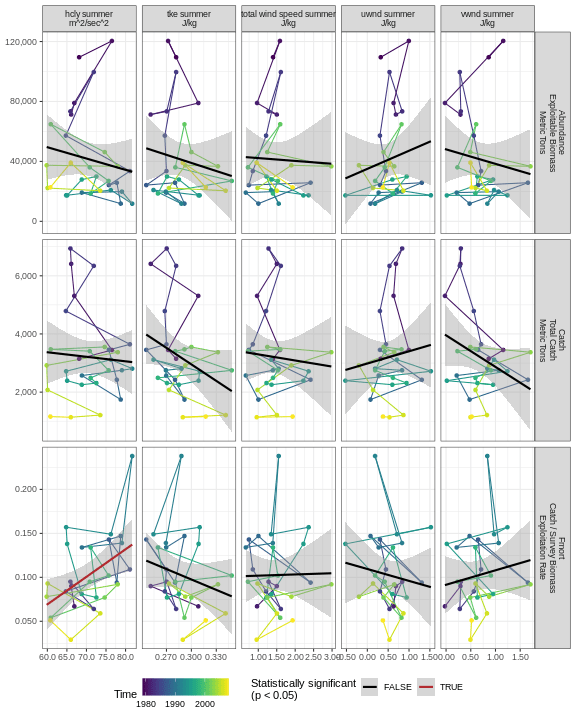 hcly summer
m^2/sec^2
tke summer
J/kg
total wind speed summer
J/kg
uwnd summer
J/kg
vwnd summer
J/kg
120,000
80,000
40,000
0
Abundance
Exploitable Biomass
Metric Tons
6,000
4,000
2,000
Catch
Total Catch
Metric Tons
0.200
0.150
0.100
0.050
Fmort
Catch / Survey Biomass
Exploitation Rate
60.0 65.0 70.0 75.0 80.0
0.270 0.300 0.330
1.00 1.50 2.00 2.50 3.00
0.50 1.00 1.50
0.00 0.50 1.00 1.50
Time
1980 1990 2000
Statistically significant
(p < 0.05)
FALSE
TRUE